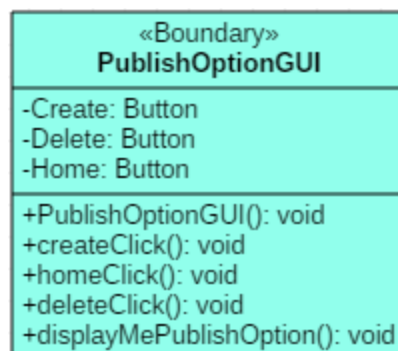 «Boundary»
PublishOptionGUI
-Create: Button
-Delete: Button
-Home: Button
+PublishOptionGUI(): void
+createClick(): void
+homeClick(): void
+deleteClick(): void
+displayMePublishOption(): void